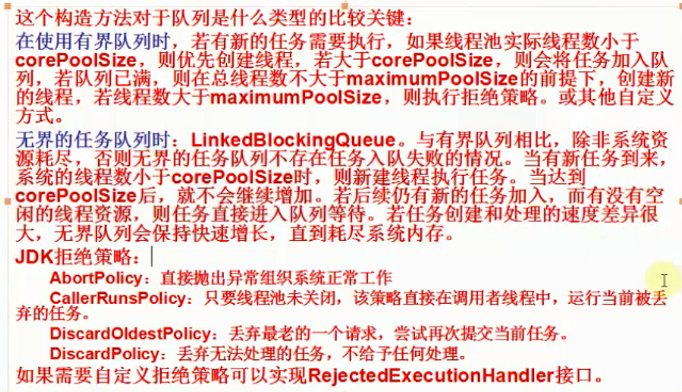 这个构造方法对于队列是什么类型的比较关键：
在使用有界队列时，若有新的任务需要执行，如果线程池实际线程数小于
corePoolSize，则优先创建线程，若大于corePoolSize，则会将任务加入队
列，若队列已满，则在总线程数不大于maximumPoolSize的前提下，创建新
的线程，若线程数大于maximumPoolSize，则执行拒绝策略。或其他自定义
方式。
无界的任务队列时：LinkedBlockingQueue。与有界队列相比，除非系统资
源耗尽，否则无界的任务队列不存在任务入队失败的情况。当有新任务到来，
系统的线程数小于corePoolSize时，则新建线程执行任务。当达到
corePoolSize后，就不会继续增加。若后续仍有新的任务加入，而有没有空
闲的线程资源，则任务直接进入队列等待。若任务创建和处理的速度差异很
大，无界队列会保持快速增长，直到耗尽系统内存。
JDK拒绝策略：
AbortPolicy：直接抛出异常组织系统正常工作
CallerRunsPolicy：只要线程池未关闭，该策略直接在调用者线程中，运行当前被丢
弃的任务。
DiscardOldestPolicy：丢弃最老的一个请求，尝试再次提交当前任务。
DiscardPolicy：丢弃无法处理的任务，不给予任何处理。
如果需要自定义拒绝策略可以实现RejectedExecutionHandler接口。